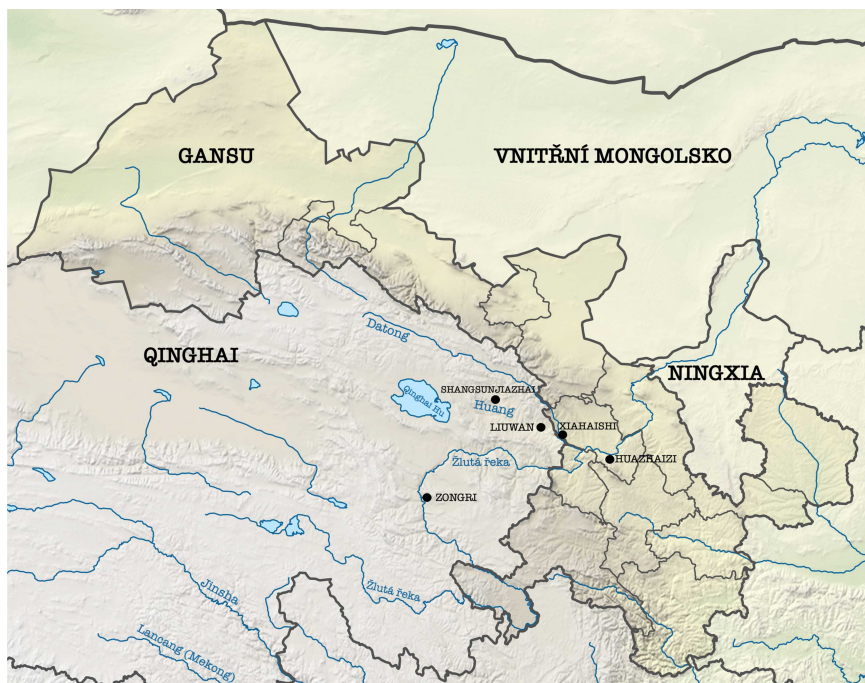 GANSU
VNITŘNÍ MONGOLSKO
Datong
QINGHAI
NINGXIA
SHANGSUNJIAZHAI
Qinghai Hu
Huang
LIUWAN
XIAHAISHI
Žlutá řeka
HUAZHAIZI
ZONGRI
Jinsha
Žlutá řeka
Lancang (Mekong)